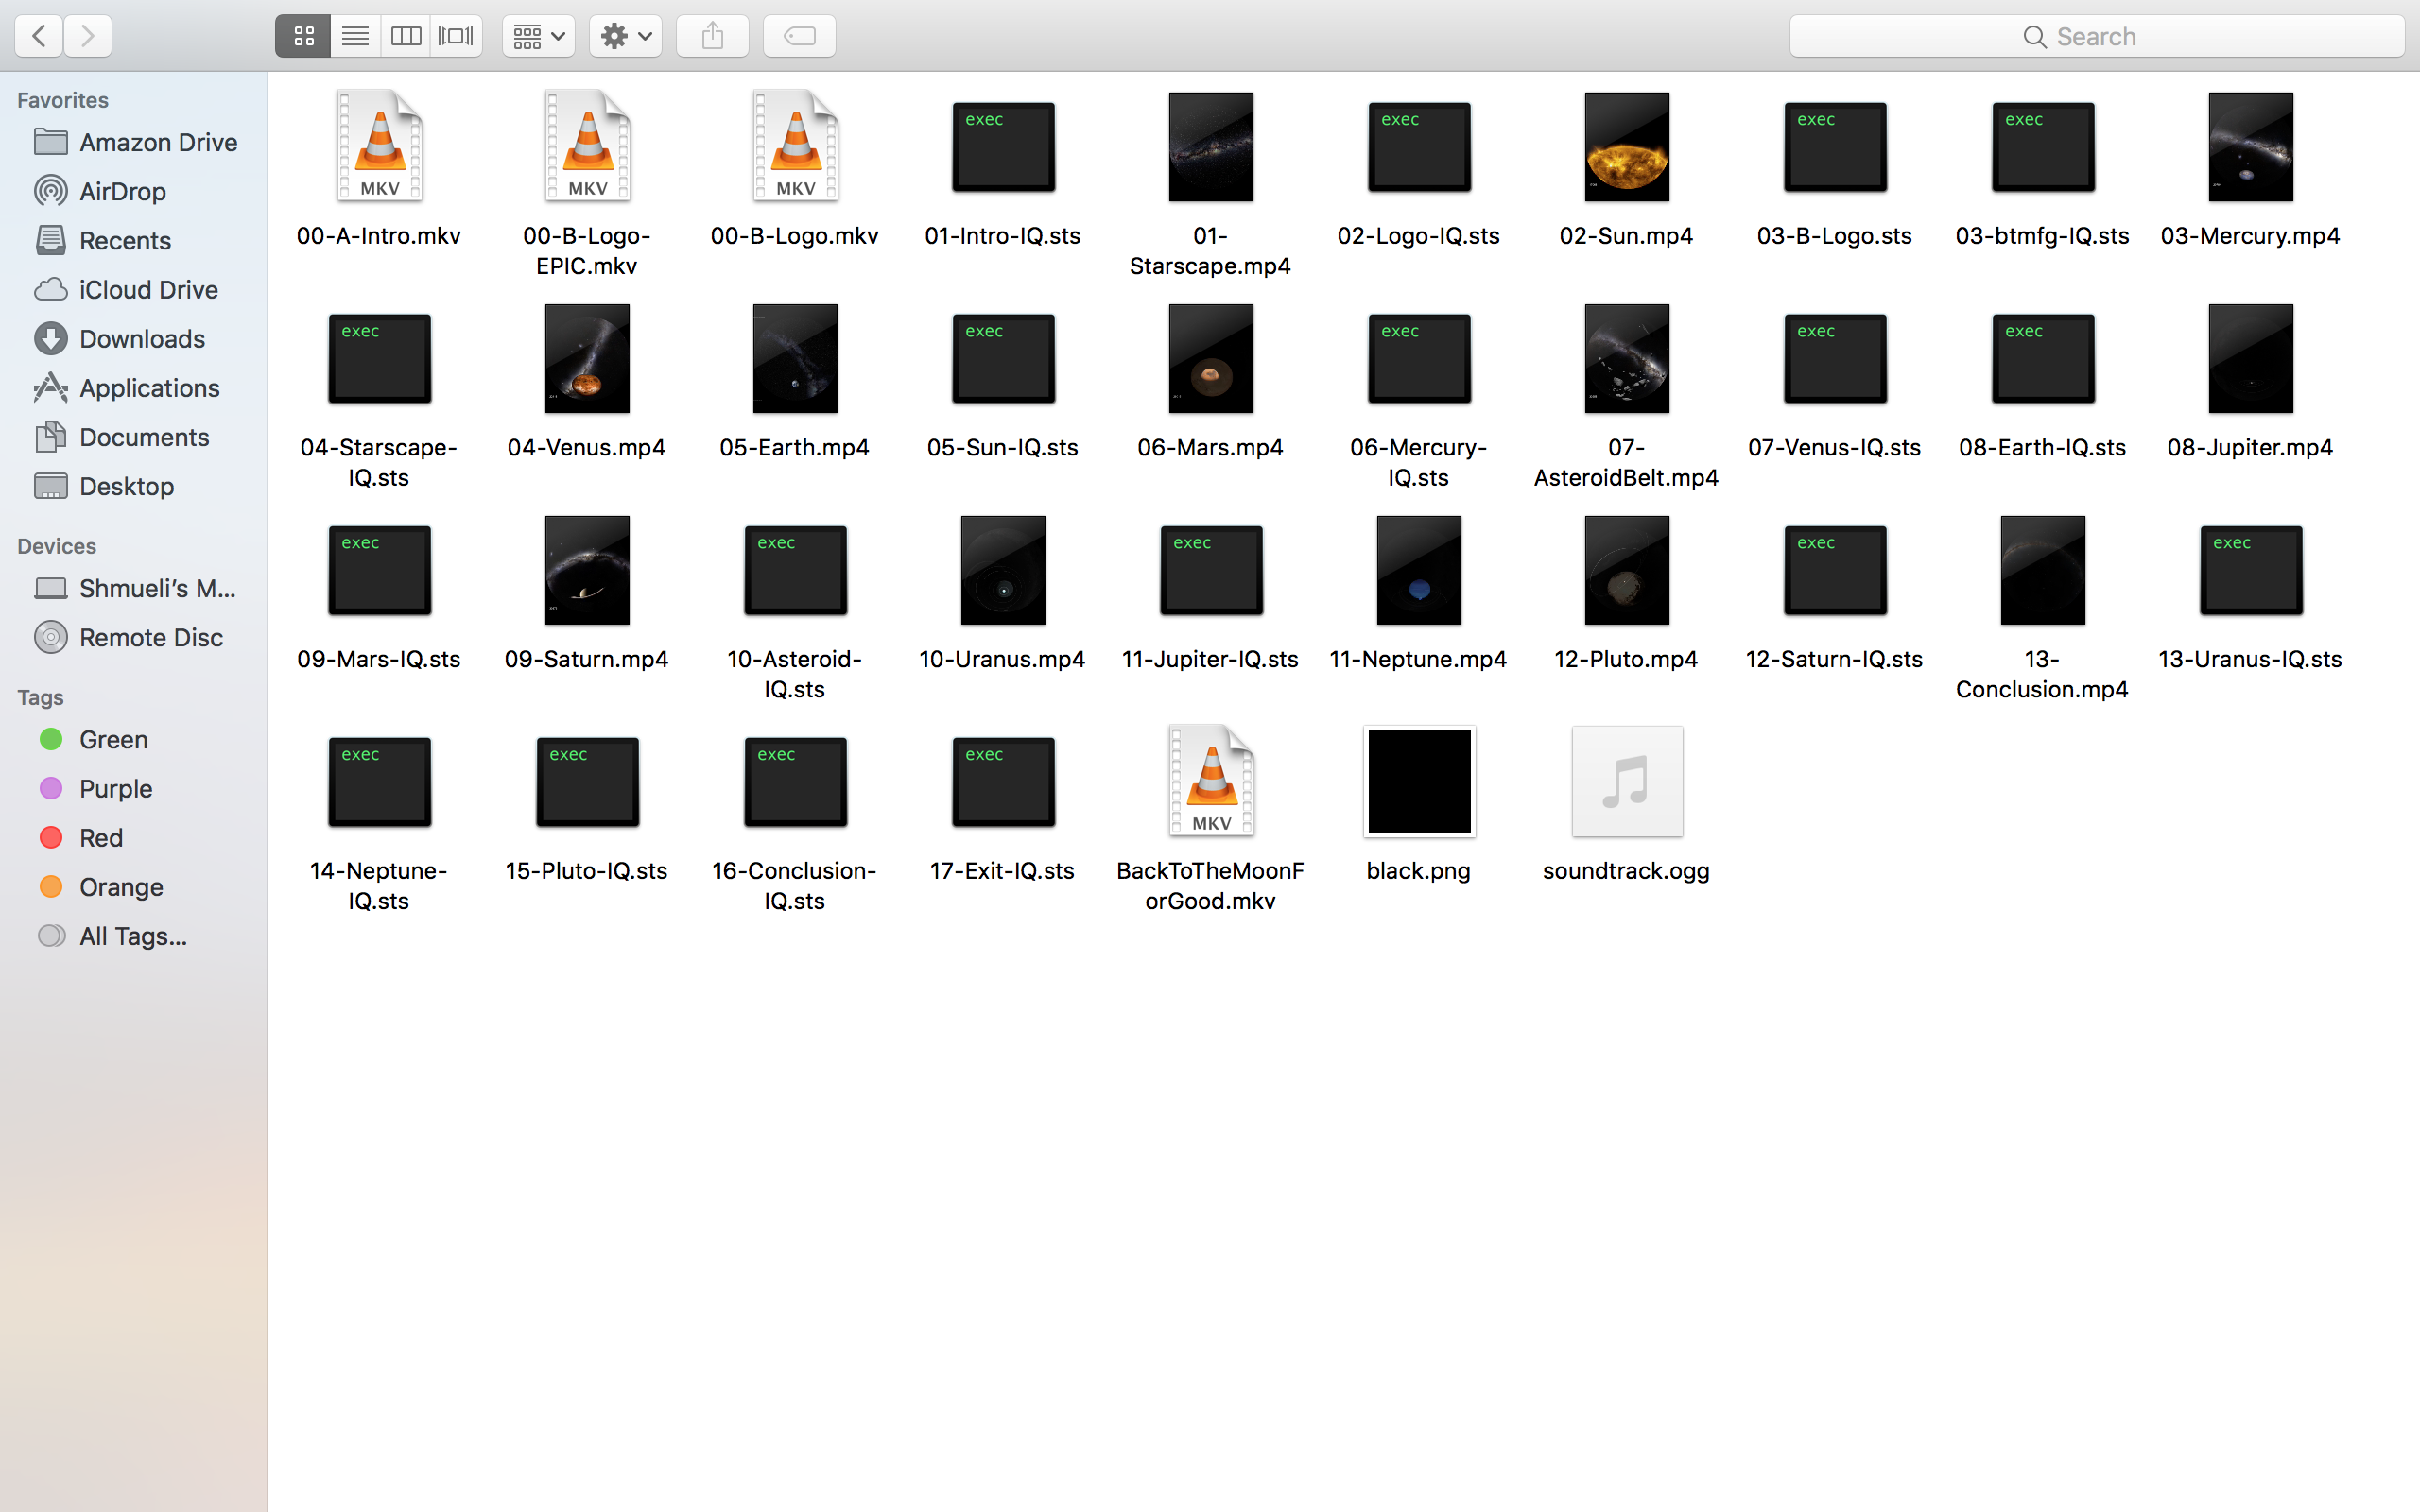 Search
Favorites
Amazon Drive
AirDrop
Recents
iCloud Drive
Downloads
Applications
Documents
Desktop
Devices
Shmueli’s M...
Remote Disc
Tags
Green
Purple
Red
Orange
All Tags...
MKV
MKV
MKV
exec
exec
exec
exec
00-A-Intro.mkv
00-B-Logo-
EPIC.mkv
00-B-Logo.mkv
01-Intro-IQ.sts
01-
Starscape.mp4
02-Logo-IQ.sts
02-Sun.mp4
03-B-Logo.sts
03-btmfg-IQ.sts
03-Mercury.mp4
exec
exec
exec
exec
exec
04-Starscape-
IQ.sts
04-Venus.mp4
05-Earth.mp4
05-Sun-IQ.sts
06-Mars.mp4
06-Mercury-
IQ.sts
07-
AsteroidBelt.mp4
07-Venus-IQ.sts
08-Earth-IQ.sts
08-Jupiter.mp4
exec
exec
exec
exec
exec
09-Mars-IQ.sts
09-Saturn.mp4
10-Asteroid-
IQ.sts
10-Uranus.mp4
11-Jupiter-IQ.sts
11-Neptune.mp4
12-Pluto.mp4
12-Saturn-IQ.sts
13-
Conclusion.mp4
13-Uranus-IQ.sts
exec
exec
exec
exec
MKV
14-Neptune-
IQ.sts
15-Pluto-IQ.sts
16-Conclusion-
IQ.sts
17-Exit-IQ.sts
BackToTheMoonF
orGood.mkv
black.png
soundtrack.ogg